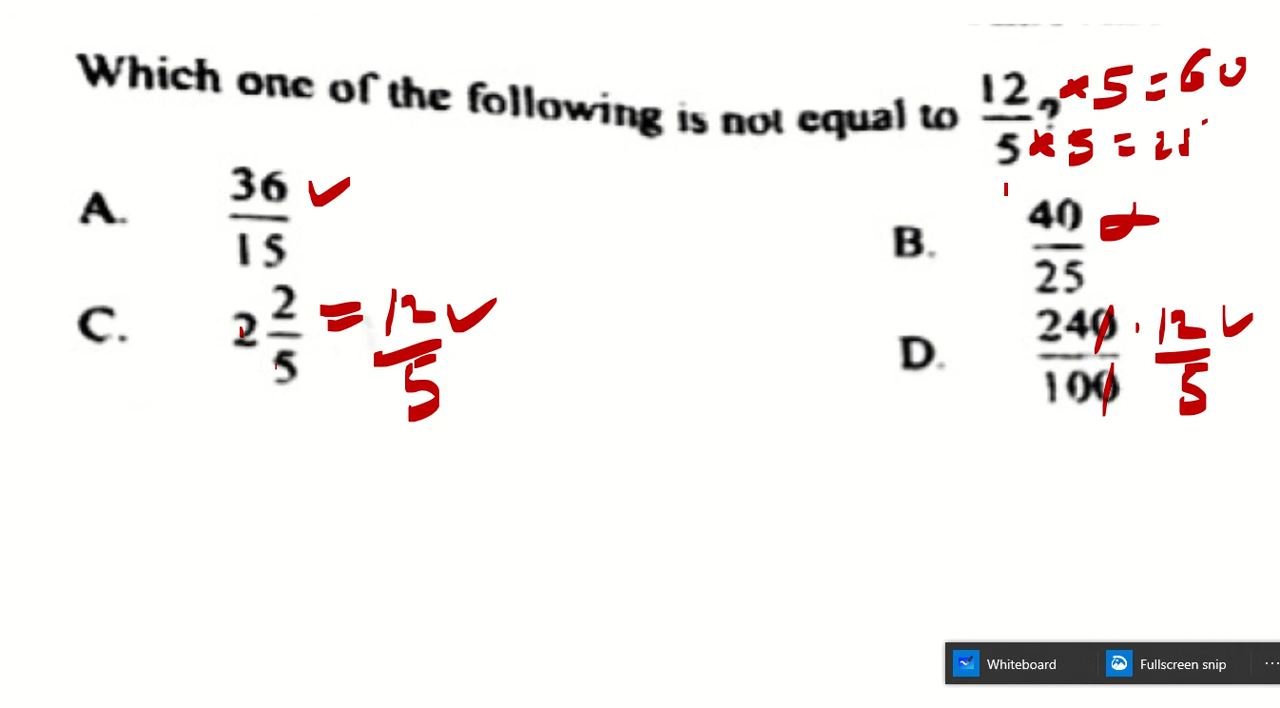 Which one of the following is not equal to 12/5? × 5 = 60
× 5 = 25
A. 36/15 ✓
B. 40/25
C. 2 2/5 = 12/5 ✓
D. 240/100 · 12/5 ✓
Whiteboard
Fullscreen snip
...